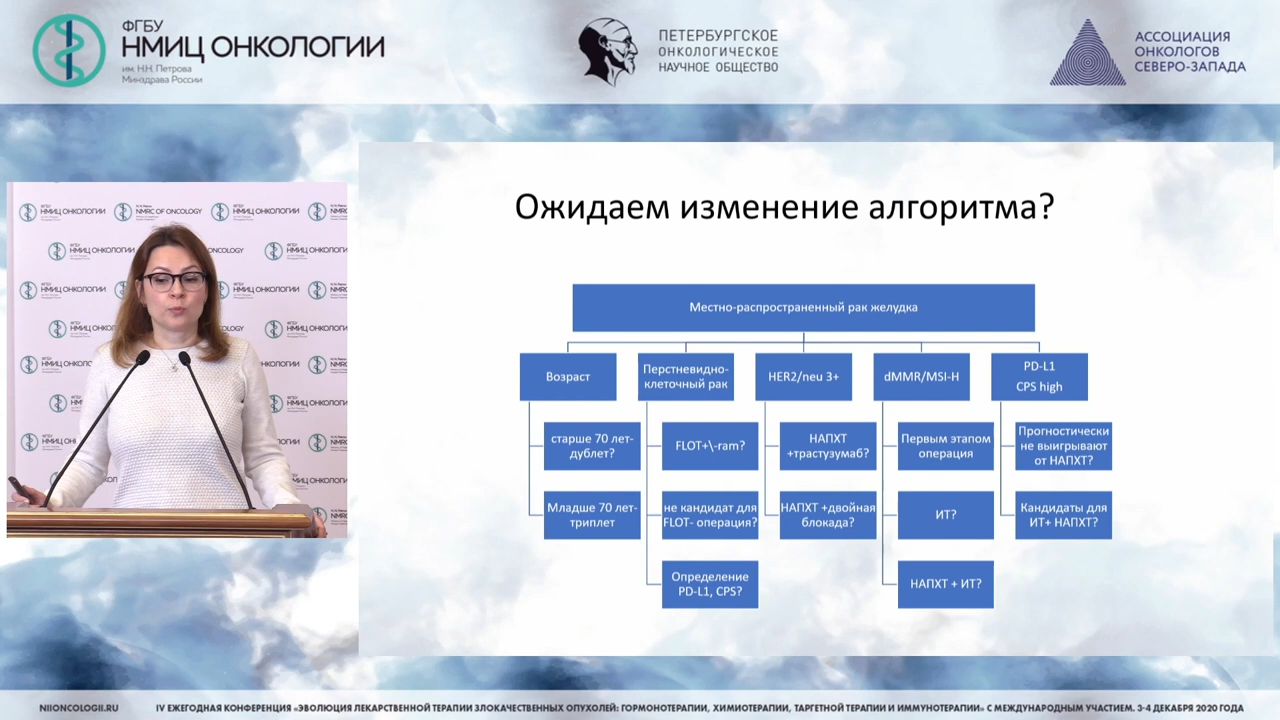 ФГБУ
НМИЦ ОНКОЛОГИИ
им. Н.Н. Петрова
Минздрава России
ПЕТЕРБУРГСКОЕ
ОНКОЛОГИЧЕСКОЕ
НАУЧНОЕ ОБЩЕСТВО
АССОЦИАЦИЯ
ОНКОЛОГОВ
СЕВЕРО-ЗАПАДА
Ожидаем изменение алгоритма?
Местно-распространенный рак желудка
Возраст
старше 70 лет-
дублет?
Младше 70 лет-
триплет
Перстневидно-
клеточный рак
FLOT+\-ram?
не кандидат для
FLOT- операция?
Определение
PD-L1, CPS?
HER2/neu 3+
НАПХТ
+трастузумаб?
НАПХТ +двойная
блокада?
dMMR/MSI-H
Первым этапом
операция
ИТ?
НАПХТ + ИТ?
PD-L1
CPS high
Прогностически
не выигрывают
от НАПХТ?
Кандидаты для
ИТ+ НАПХТ?
NIIONCOLOGII.RU
IV ЕЖЕГОДНАЯ КОНФЕРЕНЦИЯ «ЭВОЛЮЦИЯ ЛЕКАРСТВЕННОЙ ТЕРАПИИ ЗЛОКАЧЕСТВЕННЫХ ОПУХОЛЕЙ: ГОРМОНОТЕРАПИИ, ХИМИОТЕРАПИИ, ТАРГЕТНОЙ ТЕРАПИИ И ИММУНОТЕРАПИИ» С МЕЖДУНАРОДНЫМ УЧАСТИЕМ. 3-4 ДЕКАБРЯ 2020 ГОДА